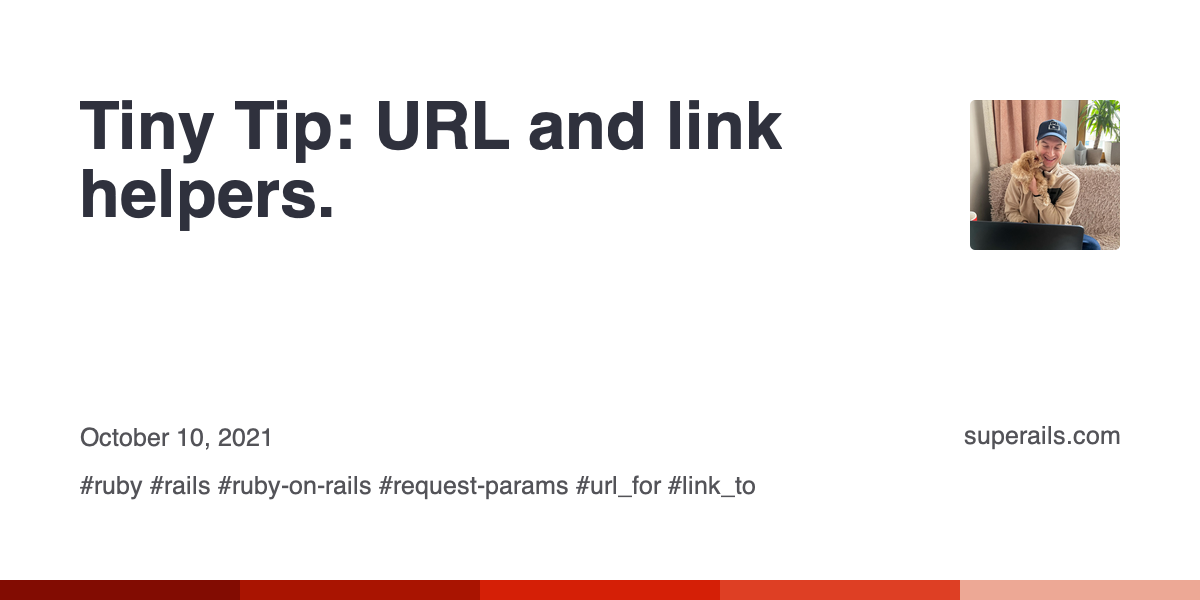 Tiny Tip: URL and link
helpers.
October 10, 2021
superails.com
#ruby #rails #ruby-on-rails #request-params #url_for #link_to